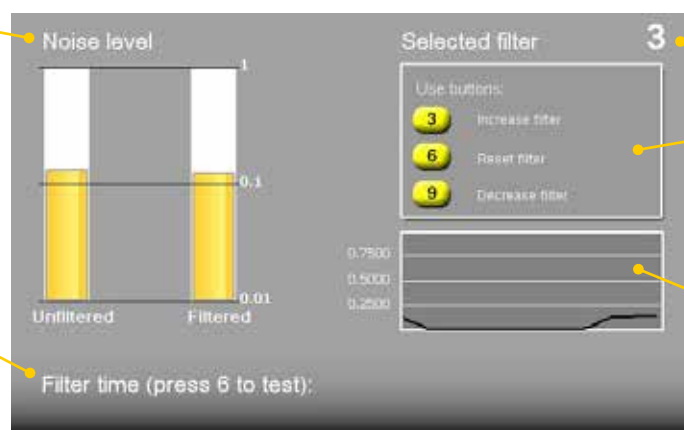 Noise level
1
0.1
0.01
Unfiltered Filtered
Selected filter 3
Use buttons:
3 Increase filter
6 Reset filter
9 Decrease filter
0.7500
0.5000
0.2500
Filter time (press 6 to test):